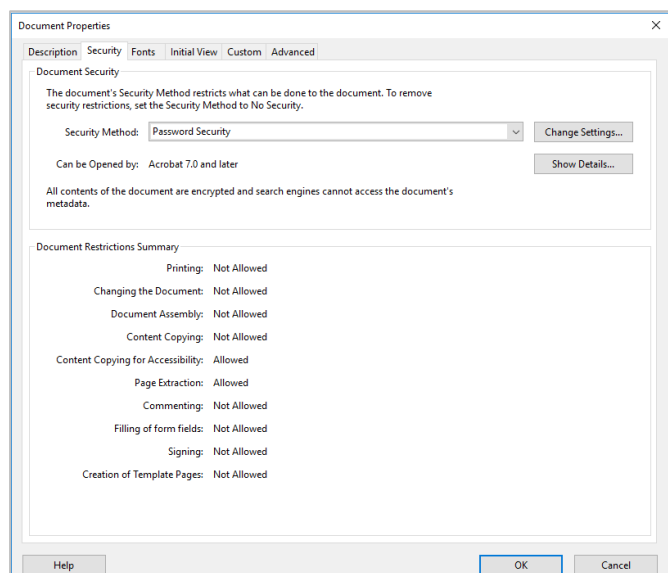 Document Properties
Description Security Fonts Initial View Custom Advanced
Document Security
The document's Security Method restricts what can be done to the document. To remove
security restrictions, set the Security Method to No Security.
Security Method: Password Security Change Settings...
Can be Opened by: Acrobat 7.0 and later Show Details...
All contents of the document are encrypted and search engines cannot access the document's
metadata.
Document Restrictions Summary
Printing: Not Allowed
Changing the Document: Not Allowed
Document Assembly: Not Allowed
Content Copying: Not Allowed
Content Copying for Accessibility: Allowed
Page Extraction: Allowed
Commenting: Not Allowed
Filling of form fields: Not Allowed
Signing: Not Allowed
Creation of Template Pages: Not Allowed
Help OK Cancel